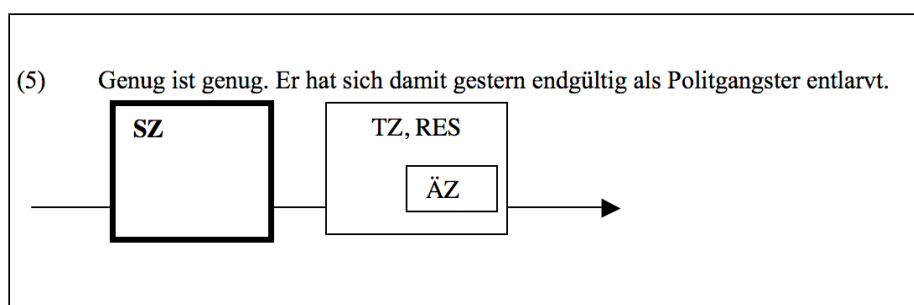 (5) Genug ist genug. Er hat sich damit gestern endgültig als Politgangster entlarvt.
SZ
TZ, RES
ÄZ